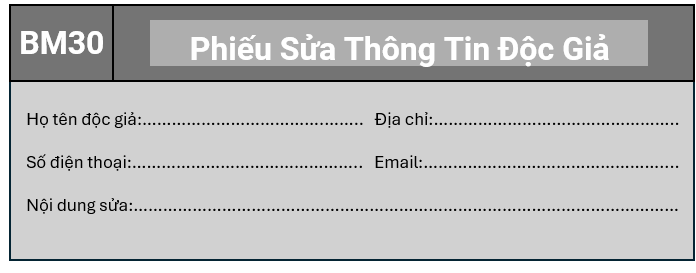 BM30 Phiếu Sửa Thông Tin Độc Giả
Họ tên độc giả:............................................. Địa chỉ:..................................................
Số điện thoại:............................................... Email:....................................................
Nội dung sửa:................................................................................................................